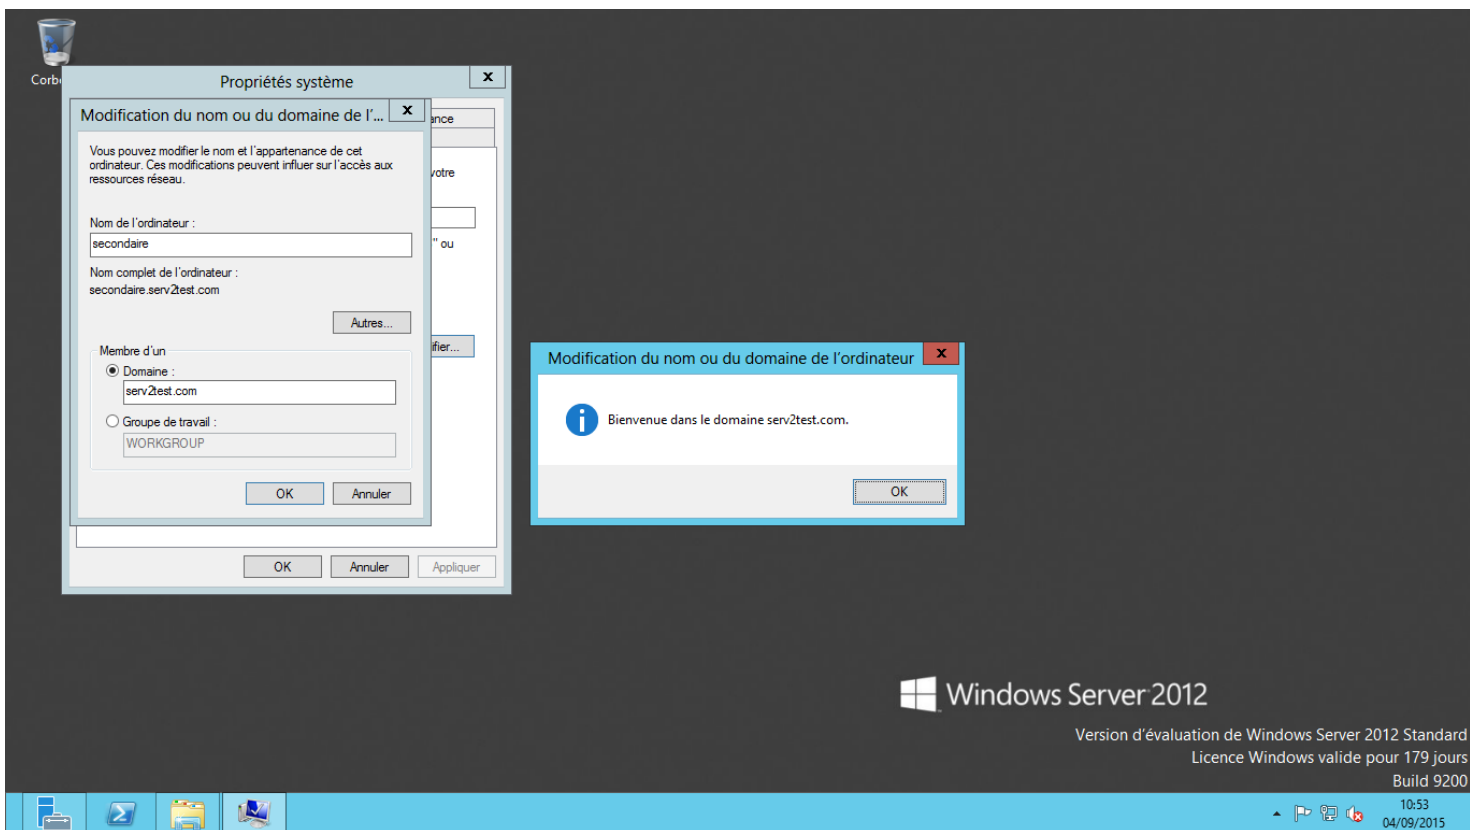 Corb
Propriétés système
x
Modification du nom ou du domaine de l'...
x
ance
Vous pouvez modifier le nom et l'appartenance de cet
ordinateur. Ces modifications peuvent influer sur l'accès aux
ressources réseau.
votre
Nom de l'ordinateur :
secondaire
" ou
Nom complet de l'ordinateur :
secondaire.serv2test.com
Autres...
Membre d'un
ifier...
Domaine :
serv2test.com
Groupe de travail :
WORKGROUP
OK Annuler
OK Annuler Appliquer
Modification du nom ou du domaine de l'ordinateur
x
Bienvenue dans le domaine serv2test.com.
OK
Windows Server 2012
Version d'évaluation de Windows Server 2012 Standard
Licence Windows valide pour 179 jours
Build 9200
10:53
04/09/2015